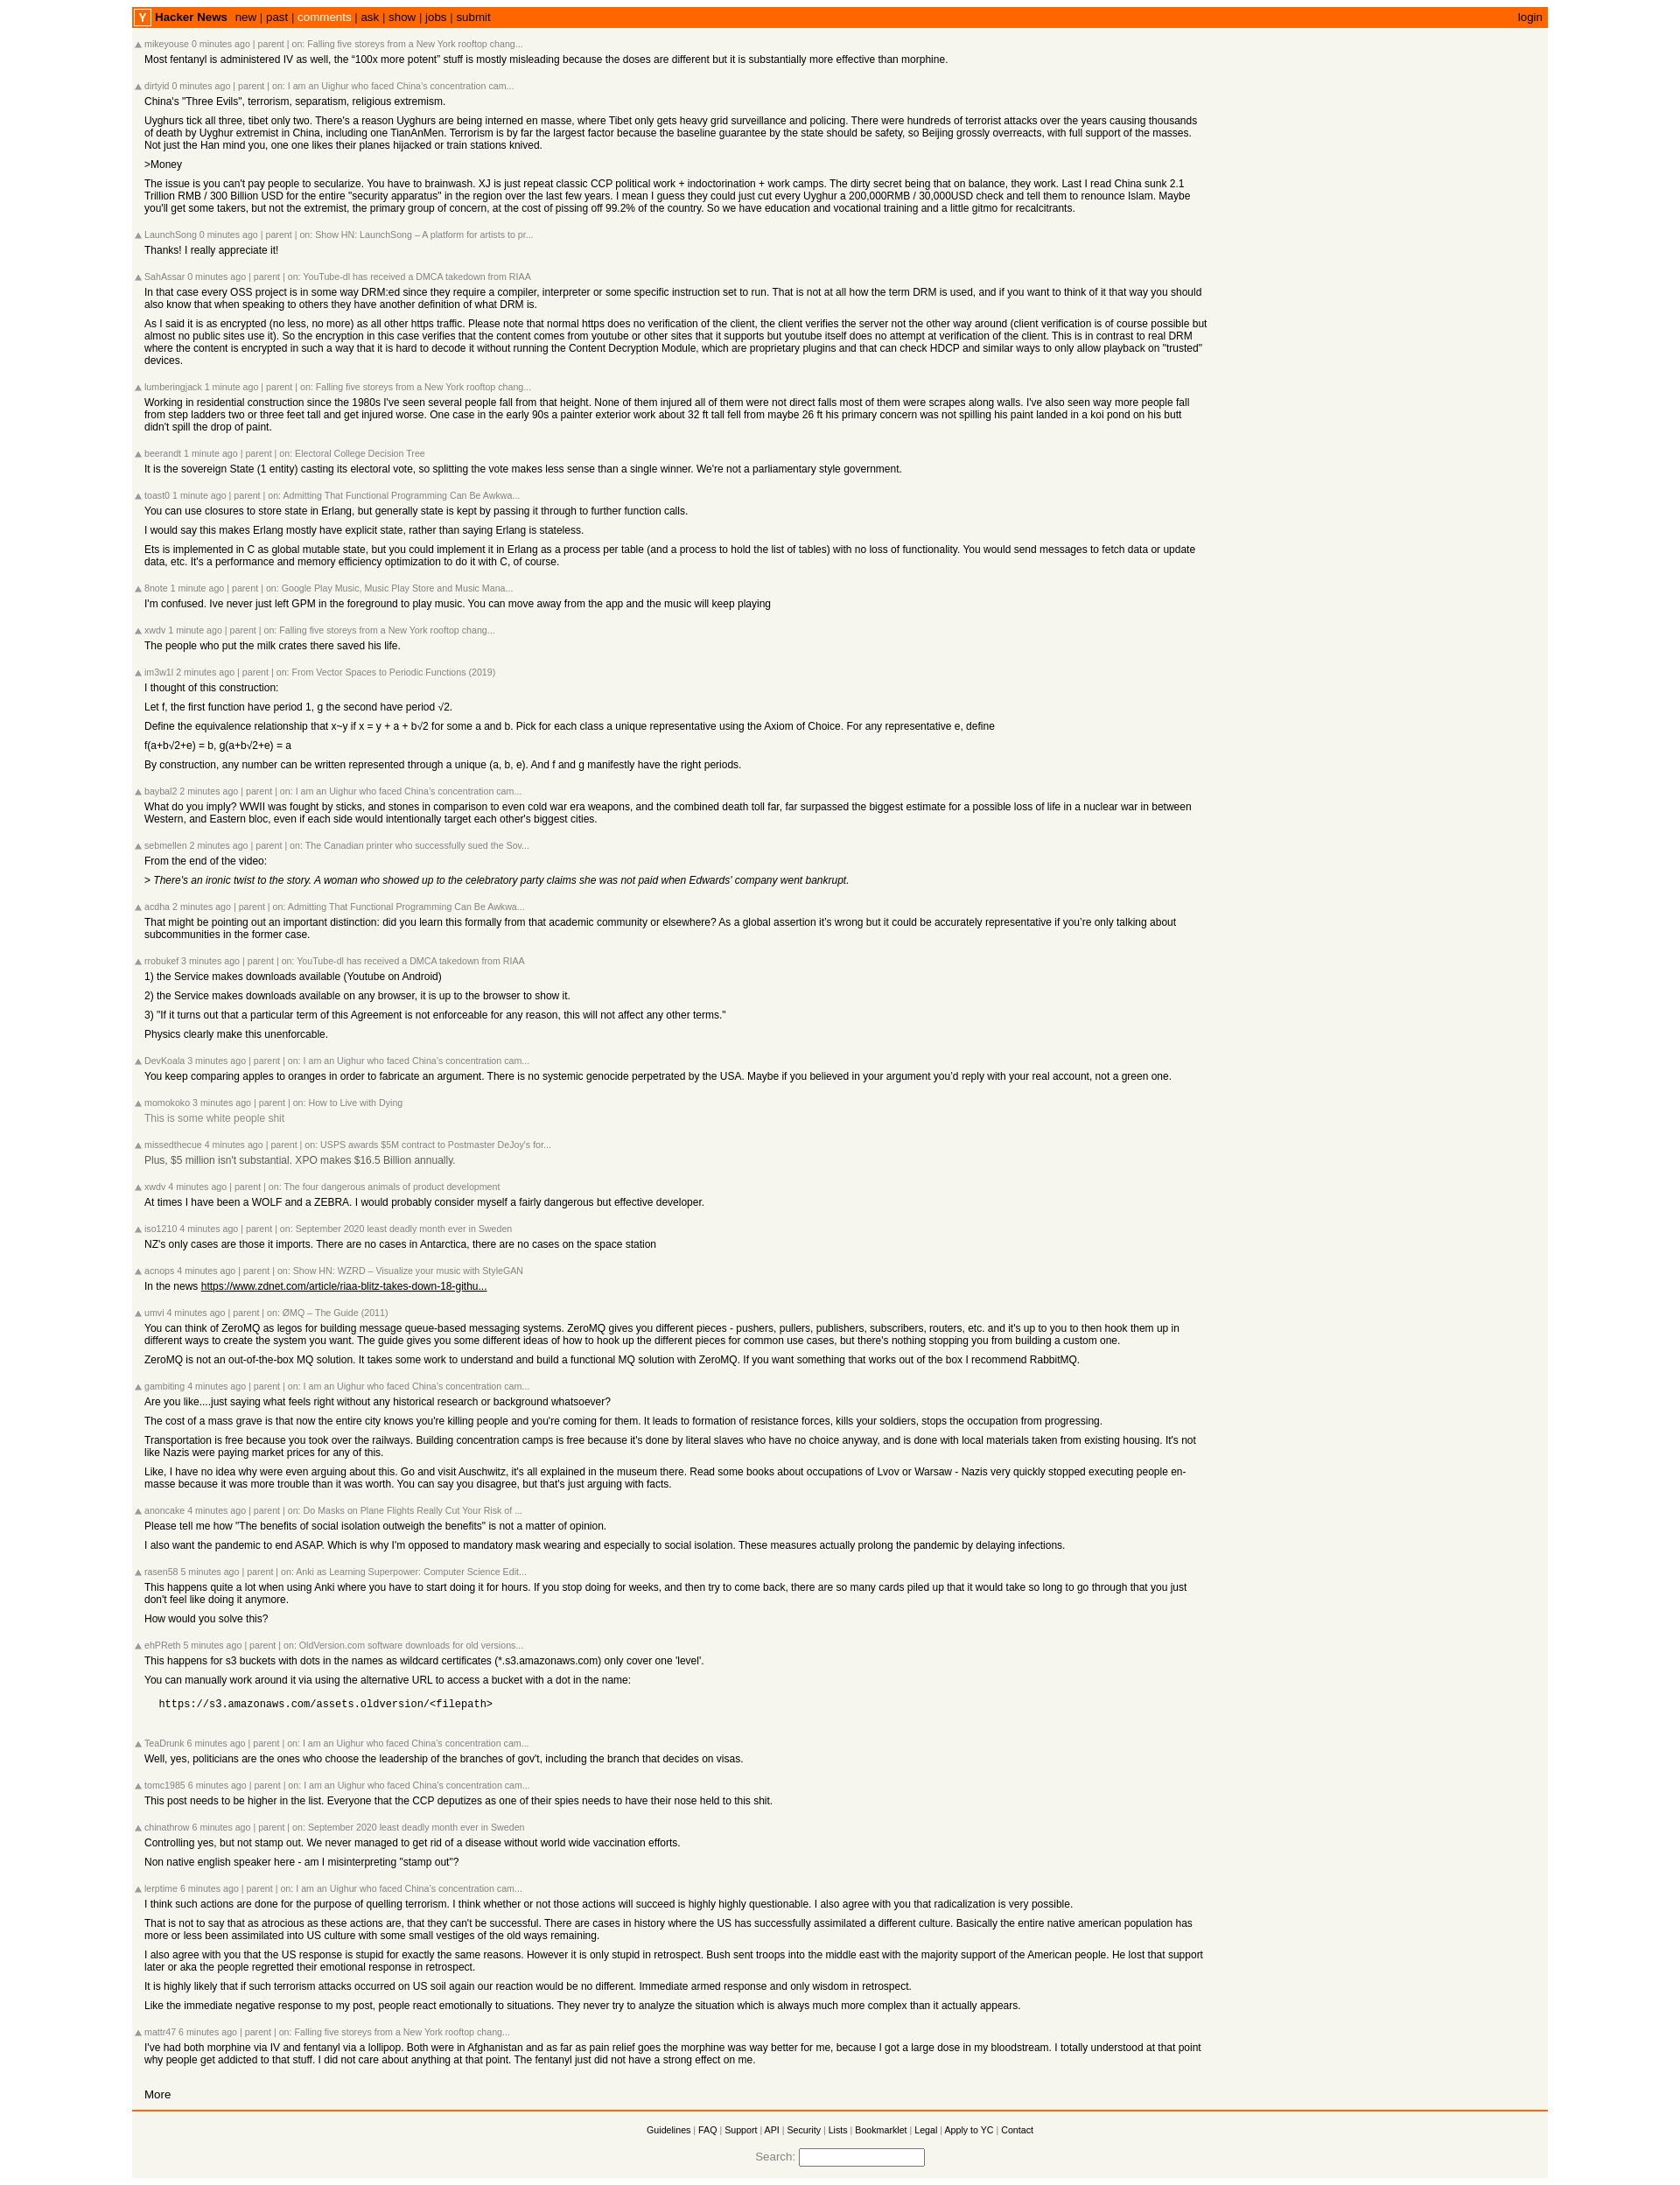 Y Hacker News new | past | comments | ask | show | jobs | submit login
mikeyouse 0 minutes ago | parent | on: Falling five storeys from a New York rooftop chang...
Most fentanyl is administered IV as well, the “100x more potent” stuff is mostly misleading because the doses are different but it is substantially more effective than morphine.
dirtyid 0 minutes ago | parent | on: I am an Uighur who faced China’s concentration cam...
China's "Three Evils", terrorism, separatism, religious extremism.
Uyghurs tick all three, tibet only two. There's a reason Uyghurs are being interned en masse, where Tibet only gets heavy grid surveillance and policing. There were hundreds of terrorist attacks over the years causing thousands
of death by Uyghur extremist in China, including one TianAnMen. Terrorism is by far the largest factor because the baseline guarantee by the state should be safety, so Beijing grossly overreacts, with full support of the masses.
Not just the Han mind you, one one likes their planes hijacked or train stations knived.
>Money
The issue is you can't pay people to secularize. You have to brainwash. XJ is just repeat classic CCP political work + indoctorination + work camps. The dirty secret being that on balance, they work. Last I read China sunk 2.1
Trillion RMB / 300 Billion USD for the entire "security apparatus" in the region over the last few years. I mean I guess they could just cut every Uyghur a 200,000RMB / 30,000USD check and tell them to renounce Islam. Maybe
you'll get some takers, but not the extremist, the primary group of concern, at the cost of pissing off 99.2% of the country. So we have education and vocational training and a little gitmo for recalcitrants.
LaunchSong 0 minutes ago | parent | on: Show HN: LaunchSong – A platform for artists to pr...
Thanks! I really appreciate it!
SahAssar 0 minutes ago | parent | on: YouTube-dl has received a DMCA takedown from RIAA
In that case every OSS project is in some way DRM:ed since they require a compiler, interpreter or some specific instruction set to run. That is not at all how the term DRM is used, and if you want to think of it that way you should
also know that when speaking to others they have another definition of what DRM is.
As I said it is as encrypted (no less, no more) as all other https traffic. Please note that normal https does no verification of the client, the client verifies the server not the other way around (client verification is of course possible but
almost no public sites use it). So the encryption in this case verifies that the content comes from youtube or other sites that it supports but youtube itself does no attempt at verification of the client. This is in contrast to real DRM
where the content is encrypted in such a way that it is hard to decode it without running the Content Decryption Module, which are proprietary plugins and that can check HDCP and similar ways to only allow playback on "trusted"
devices.
lumberingjack 1 minute ago | parent | on: Falling five storeys from a New York rooftop chang...
Working in residential construction since the 1980s I've seen several people fall from that height. None of them injured all of them were not direct falls most of them were scrapes along walls. I've also seen way more people fall
from step ladders two or three feet tall and get injured worse. One case in the early 90s a painter exterior work about 32 ft tall fell from maybe 26 ft his primary concern was not spilling his paint landed in a koi pond on his butt
didn't spill the drop of paint.
beerandt 1 minute ago | parent | on: Electoral College Decision Tree
It is the sovereign State (1 entity) casting its electoral vote, so splitting the vote makes less sense than a single winner. We're not a parliamentary style government.
toast0 1 minute ago | parent | on: Admitting That Functional Programming Can Be Awkwa...
You can use closures to store state in Erlang, but generally state is kept by passing it through to further function calls.
I would say this makes Erlang mostly have explicit state, rather than saying Erlang is stateless.
Ets is implemented in C as global mutable state, but you could implement it in Erlang as a process per table (and a process to hold the list of tables) with no loss of functionality. You would send messages to fetch data or update
data, etc. It's a performance and memory efficiency optimization to do it with C, of course.
8note 1 minute ago | parent | on: Google Play Music, Music Play Store and Music Mana...
I'm confused. Ive never just left GPM in the foreground to play music. You can move away from the app and the music will keep playing
xwdv 1 minute ago | parent | on: Falling five storeys from a New York rooftop chang...
The people who put the milk crates there saved his life.
im3w1l 2 minutes ago | parent | on: From Vector Spaces to Periodic Functions (2019)
I thought of this construction:
Let f, the first function have period 1, g the second have period √2.
Define the equivalence relationship that x~y if x = y + a + b√2 for some a and b. Pick for each class a unique representative using the Axiom of Choice. For any representative e, define
f(a+b√2+e) = b, g(a+b√2+e) = a
By construction, any number can be written represented through a unique (a, b, e). And f and g manifestly have the right periods.
baybal2 2 minutes ago | parent | on: I am an Uighur who faced China’s concentration cam...
What do you imply? WWII was fought by sticks, and stones in comparison to even cold war era weapons, and the combined death toll far, far surpassed the biggest estimate for a possible loss of life in a nuclear war in between
Western, and Eastern bloc, even if each side would intentionally target each other's biggest cities.
sebmellen 2 minutes ago | parent | on: The Canadian printer who successfully sued the Sov...
From the end of the video:
> There's an ironic twist to the story. A woman who showed up to the celebratory party claims she was not paid when Edwards' company went bankrupt.
acdha 2 minutes ago | parent | on: Admitting That Functional Programming Can Be Awkwa...
That might be pointing out an important distinction: did you learn this formally from that academic community or elsewhere? As a global assertion it’s wrong but it could be accurately representative if you’re only talking about
subcommunities in the former case.
rrobukef 3 minutes ago | parent | on: YouTube-dl has received a DMCA takedown from RIAA
1) the Service makes downloads available (Youtube on Android)
2) the Service makes downloads available on any browser, it is up to the browser to show it.
3) "If it turns out that a particular term of this Agreement is not enforceable for any reason, this will not affect any other terms."
Physics clearly make this unenforcable.
DevKoala 3 minutes ago | parent | on: I am an Uighur who faced China’s concentration cam...
You keep comparing apples to oranges in order to fabricate an argument. There is no systemic genocide perpetrated by the USA. Maybe if you believed in your argument you’d reply with your real account, not a green one.
momokoko 3 minutes ago | parent | on: How to Live with Dying
This is some white people shit
missedthecue 4 minutes ago | parent | on: USPS awards $5M contract to Postmaster DeJoy's for...
Plus, $5 million isn't substantial. XPO makes $16.5 Billion annually.
xwdv 4 minutes ago | parent | on: The four dangerous animals of product development
At times I have been a WOLF and a ZEBRA. I would probably consider myself a fairly dangerous but effective developer.
iso1210 4 minutes ago | parent | on: September 2020 least deadly month ever in Sweden
NZ's only cases are those it imports. There are no cases in Antarctica, there are no cases on the space station
acnops 4 minutes ago | parent | on: Show HN: WZRD – Visualize your music with StyleGAN
In the news https://www.zdnet.com/article/riaa-blitz-takes-down-18-githu...
umvi 4 minutes ago | parent | on: ØMQ – The Guide (2011)
You can think of ZeroMQ as legos for building message queue-based messaging systems. ZeroMQ gives you different pieces - pushers, pullers, publishers, subscribers, routers, etc. and it's up to you to then hook them up in
different ways to create the system you want. The guide gives you some different ideas of how to hook up the different pieces for common use cases, but there's nothing stopping you from building a custom one.
ZeroMQ is not an out-of-the-box MQ solution. It takes some work to understand and build a functional MQ solution with ZeroMQ. If you want something that works out of the box I recommend RabbitMQ.
gambiting 4 minutes ago | parent | on: I am an Uighur who faced China’s concentration cam...
Are you like....just saying what feels right without any historical research or background whatsoever?
The cost of a mass grave is that now the entire city knows you're killing people and you're coming for them. It leads to formation of resistance forces, kills your soldiers, stops the occupation from progressing.
Transportation is free because you took over the railways. Building concentration camps is free because it's done by literal slaves who have no choice anyway, and is done with local materials taken from existing housing. It's not
like Nazis were paying market prices for any of this.
Like, I have no idea why were even arguing about this. Go and visit Auschwitz, it's all explained in the museum there. Read some books about occupations of Lvov or Warsaw - Nazis very quickly stopped executing people en-
masse because it was more trouble than it was worth. You can say you disagree, but that's just arguing with facts.
anoncake 4 minutes ago | parent | on: Do Masks on Plane Flights Really Cut Your Risk of ...
Please tell me how "The benefits of social isolation outweigh the benefits" is not a matter of opinion.
I also want the pandemic to end ASAP. Which is why I'm opposed to mandatory mask wearing and especially to social isolation. These measures actually prolong the pandemic by delaying infections.
rasen58 5 minutes ago | parent | on: Anki as Learning Superpower: Computer Science Edit...
This happens quite a lot when using Anki where you have to start doing it for hours. If you stop doing for weeks, and then try to come back, there are so many cards piled up that it would take so long to go through that you just
don't feel like doing it anymore.
How would you solve this?
ehPReth 5 minutes ago | parent | on: OldVersion.com software downloads for old versions...
This happens for s3 buckets with dots in the names as wildcard certificates (*.s3.amazonaws.com) only cover one 'level'.
You can manually work around it via using the alternative URL to access a bucket with a dot in the name:
https://s3.amazonaws.com/assets.oldversion/<filepath>
TeaDrunk 6 minutes ago | parent | on: I am an Uighur who faced China’s concentration cam...
Well, yes, politicians are the ones who choose the leadership of the branches of gov't, including the branch that decides on visas.
tomc1985 6 minutes ago | parent | on: I am an Uighur who faced China’s concentration cam...
This post needs to be higher in the list. Everyone that the CCP deputizes as one of their spies needs to have their nose held to this shit.
chinathrow 6 minutes ago | parent | on: September 2020 least deadly month ever in Sweden
Controlling yes, but not stamp out. We never managed to get rid of a disease without world wide vaccination efforts.
Non native english speaker here - am I misinterpreting "stamp out"?
lerptime 6 minutes ago | parent | on: I am an Uighur who faced China’s concentration cam...
I think such actions are done for the purpose of quelling terrorism. I think whether or not those actions will succeed is highly highly questionable. I also agree with you that radicalization is very possible.
That is not to say that as atrocious as these actions are, that they can't be successful. There are cases in history where the US has successfully assimilated a different culture. Basically the entire native american population has
more or less been assimilated into US culture with some small vestiges of the old ways remaining.
I also agree with you that the US response is stupid for exactly the same reasons. However it is only stupid in retrospect. Bush sent troops into the middle east with the majority support of the American people. He lost that support
later or aka the people regretted their emotional response in retrospect.
It is highly likely that if such terrorism attacks occurred on US soil again our reaction would be no different. Immediate armed response and only wisdom in retrospect.
Like the immediate negative response to my post, people react emotionally to situations. They never try to analyze the situation which is always much more complex than it actually appears.
mattr47 6 minutes ago | parent | on: Falling five storeys from a New York rooftop chang...
I've had both morphine via IV and fentanyl via a lollipop. Both were in Afghanistan and as far as pain relief goes the morphine was way better for me, because I got a large dose in my bloodstream. I totally understood at that point
why people get addicted to that stuff. I did not care about anything at that point. The fentanyl just did not have a strong effect on me.
More
Guidelines | FAQ | Support | API | Security | Lists | Bookmarklet | Legal | Apply to YC | Contact
Search: